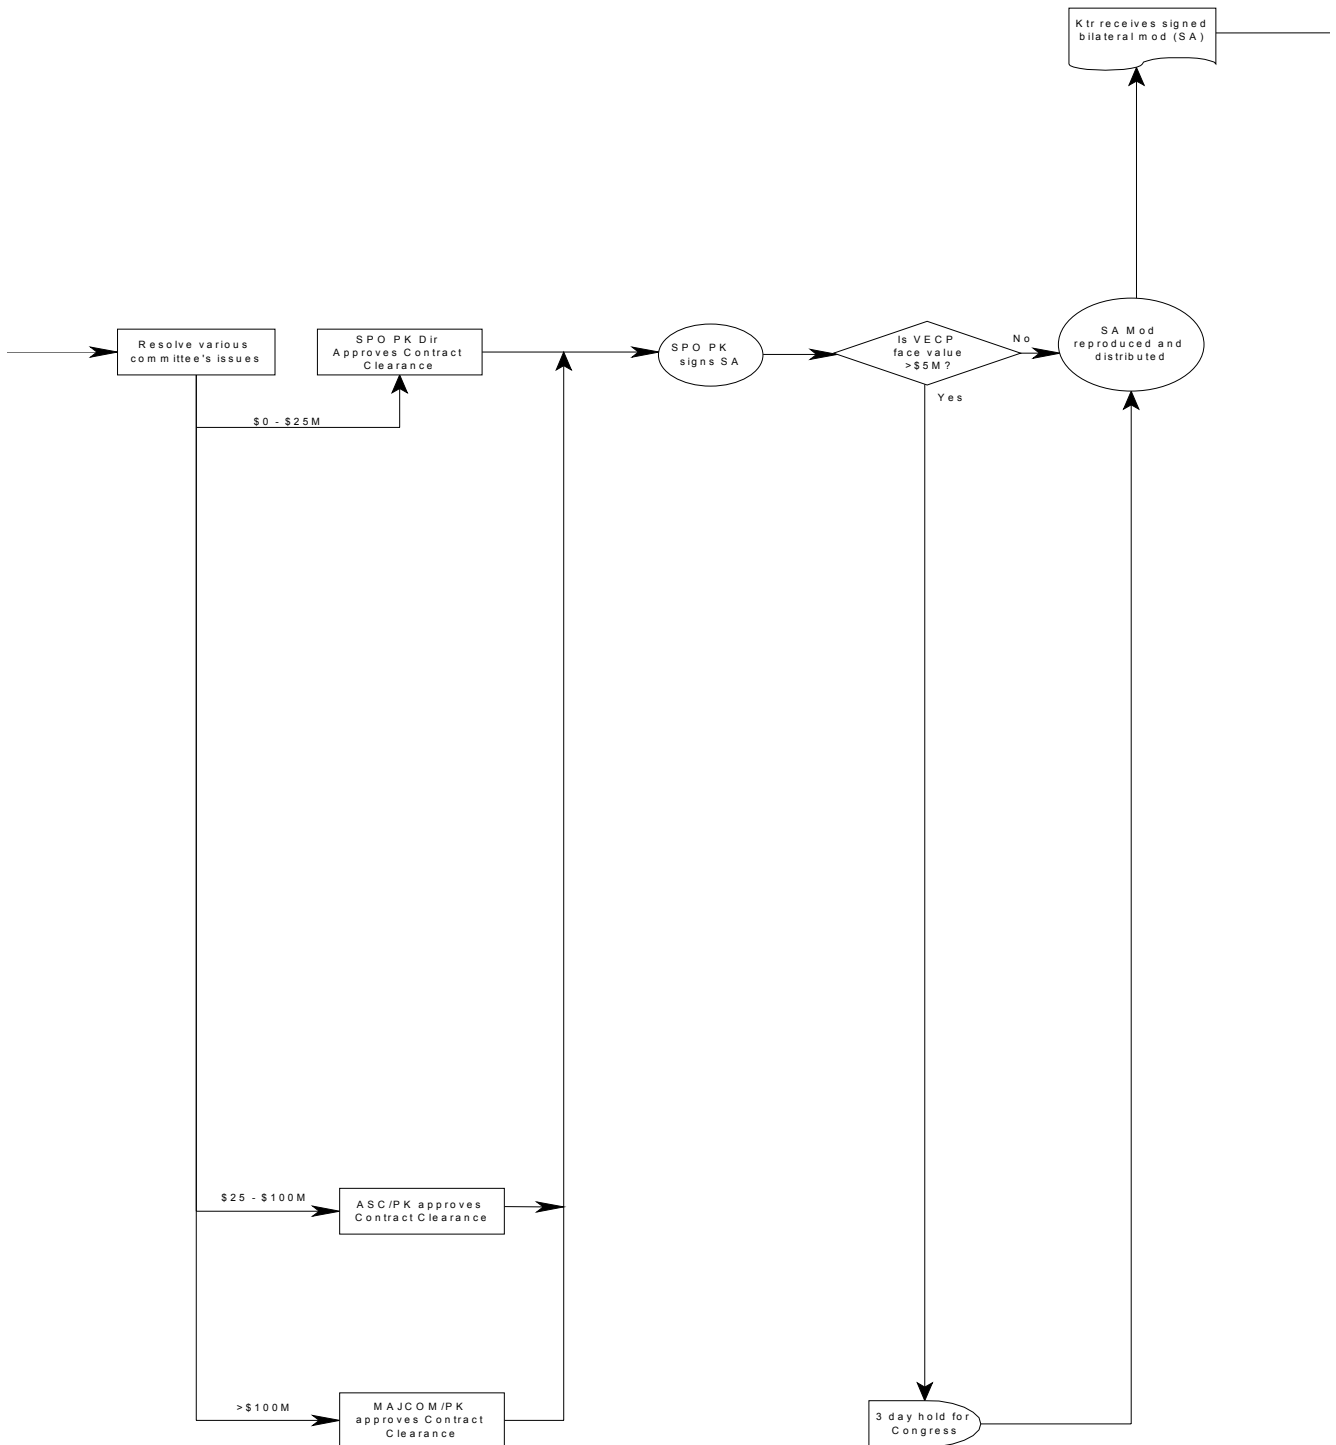 Ktr receives signed
bilateral mod (SA)
Resolve various
committee's issues
SPO PK Dir
Approves Contract
Clearance
SPO PK
signs SA
Is VECP
face value
>$5M?
No
Yes
SA Mod
reproduced and
distributed
$0 - $25M
$25 - $100M
ASC/PK approves
Contract Clearance
>$100M
MAJCOM/PK
approves Contract
Clearance
3 day hold for
Congress